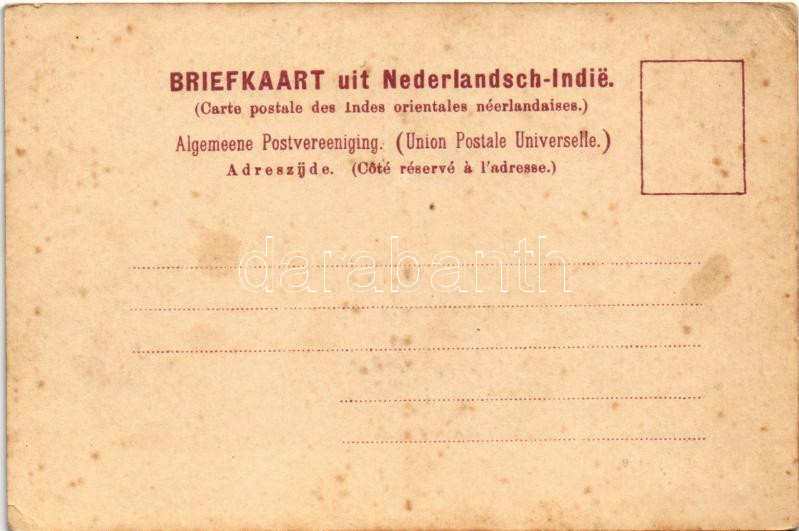 BRIEFKAART uit Nederlandsch-Indië.
(Carte postale des Indes orientales néerlandaises.)
Algemeene Postvereeniging. (Union Postale Universelle.)
Adreszijde. (Côté réservé à l'adresse.)
darabanth